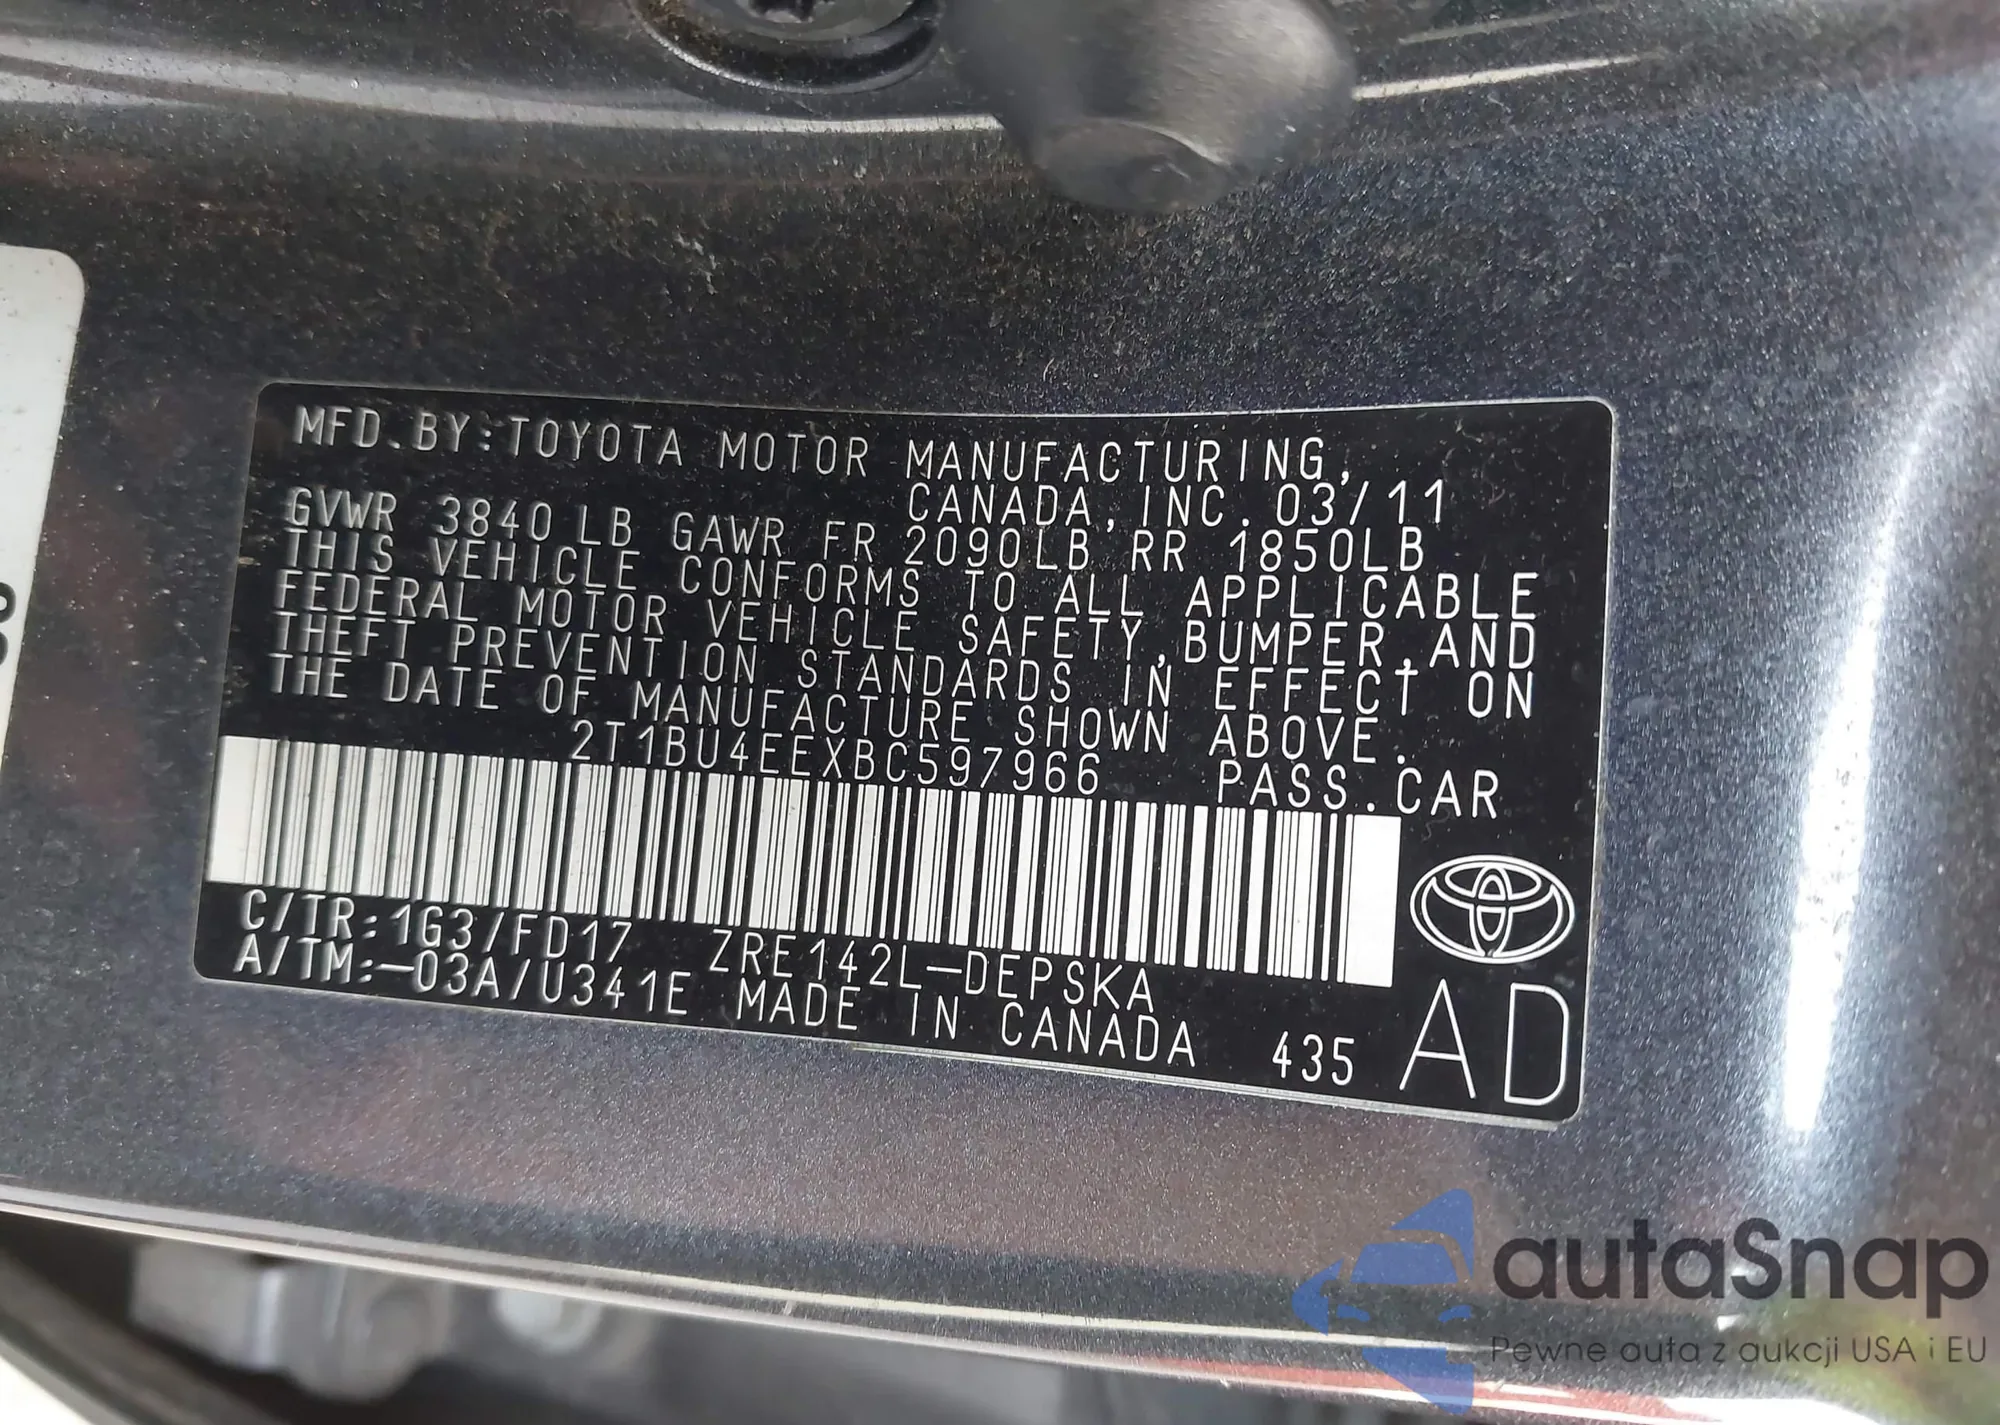 MFD.BY:TOYOTA MOTOR MANUFACTURING,
CANADA,INC. 03/11
GVWR 3840LB GAWR FR 2090LB RR 1850LB
THIS VEHICLE CONFORMS TO ALL APPLICABLE
FEDERAL MOTOR VEHICLE SAFETY,BUMPER,AND
THEFT PREVENTION STANDARDS IN EFFECT ON
THE DATE OF MANUFACTURE SHOWN ABOVE.
2T1BU4EEXBC597966 PASS.CAR
C/TR:1G3/FD17 ZRE142L-DEPSKA
A/TM:-03A/U341E MADE IN CANADA 435 AD
autaSnap
Pewne auta z aukcji USA i EU